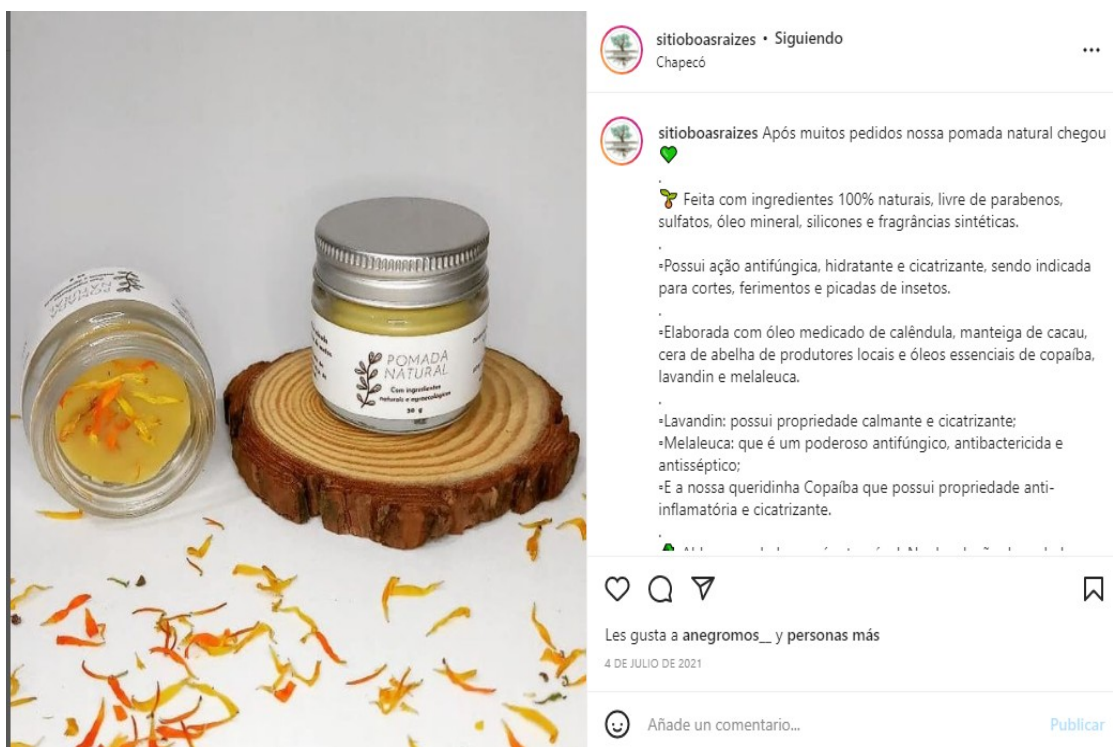 POMADA
NATURAL
POMADA
NATURAL
Com ingredientes
naturais e agroecológicos
30 g
sitioboasraizes • Siguiendo
Chapecó
sitioboasraizes Após muitos pedidos nossa pomada natural chegou
💚
.
🌱 Feita com ingredientes 100% naturais, livre de parabenos,
sulfatos, óleo mineral, silicones e fragrâncias sintéticas.
.
▫Possui ação antifúngica, hidratante e cicatrizante, sendo indicada
para cortes, ferimentos e picadas de insetos.
.
▫Elaborada com óleo medicado de calêndula, manteiga de cacau,
cera de abelha de produtores locais e óleos essenciais de copaíba,
lavandin e melaleuca.
.
▫Lavandin: possui propriedade calmante e cicatrizante;
▫Melaleuca: que é um poderoso antifúngico, antibactericida e
antisséptico;
▫E a nossa queridinha Copaíba que possui propriedade anti-
inflamatória e cicatrizante.
.
Les gusta a anegromos__ y personas más
4 DE JULIO DE 2021
Añade un comentario...
Publicar